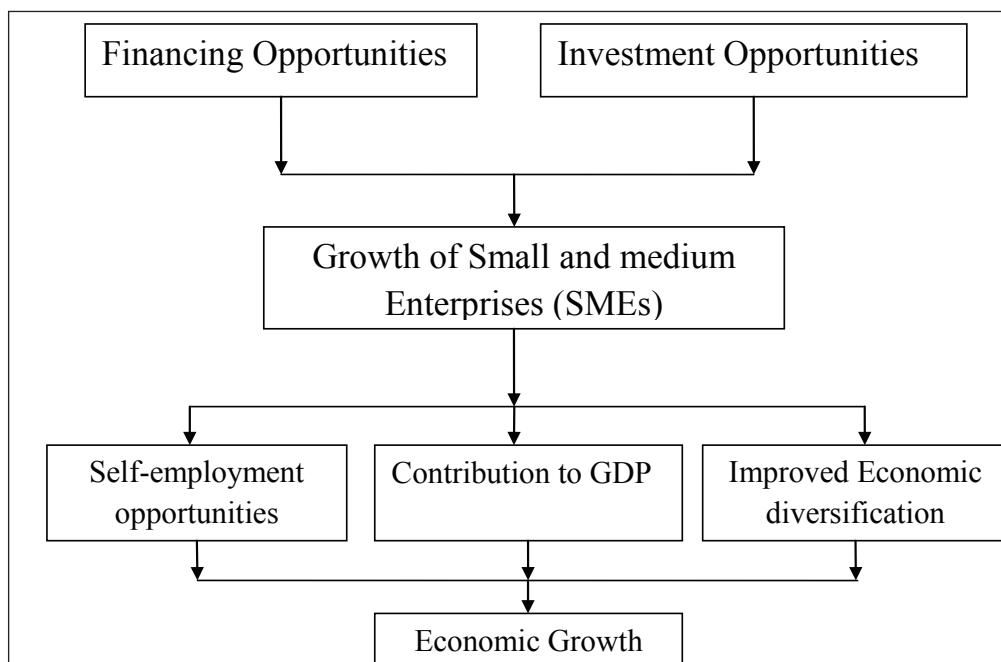 Financing Opportunities
Investment Opportunities
Growth of Small and medium
Enterprises (SMEs)
Self-employment
opportunities
Contribution to GDP
Improved Economic
diversification
Economic Growth